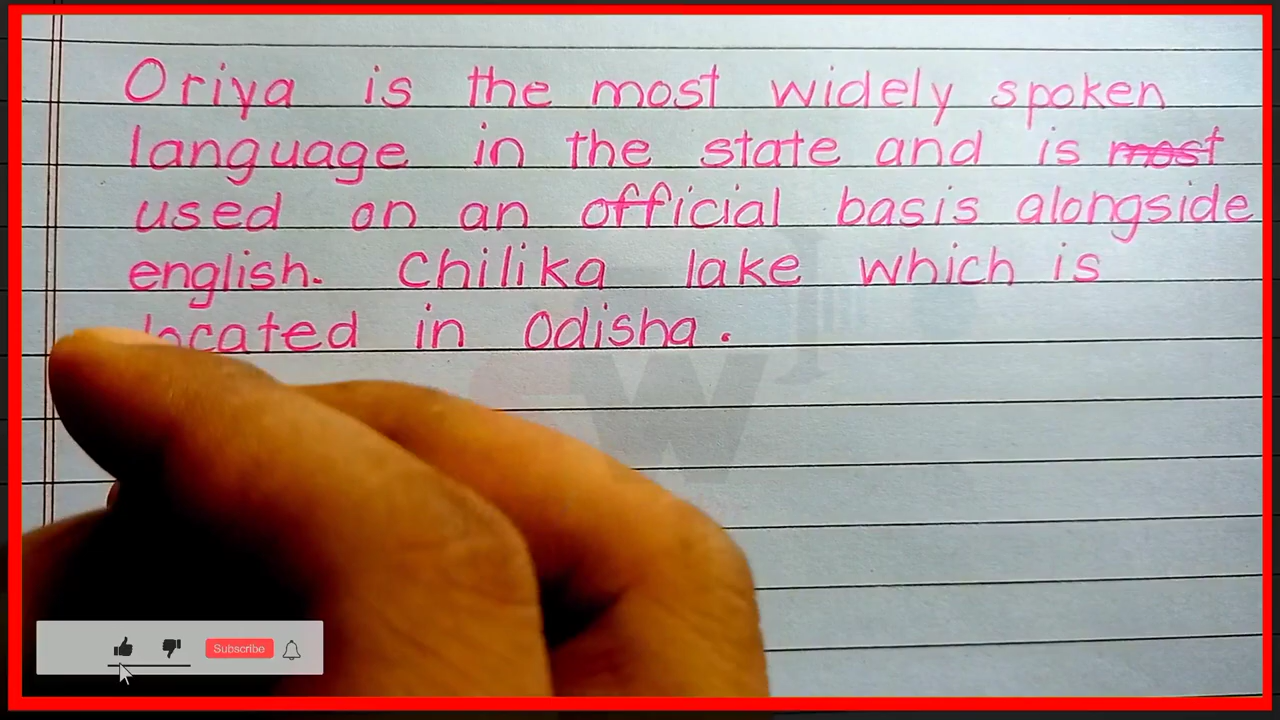 Oriya is the most widely spoken
language in the state and is most
used on an official basis alongside
english. Chilika lake which is
located in Odisha.
Subscribe